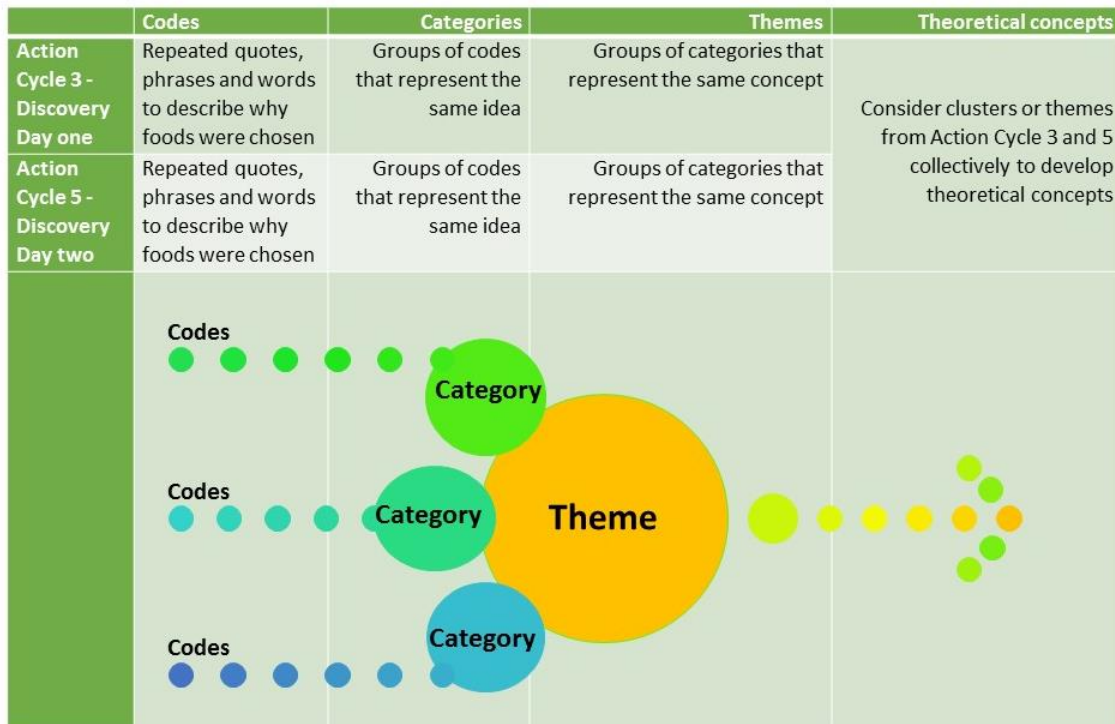 Codes Categories Themes Theoretical concepts
Action
Cycle 3 -
Discovery
Day one
Repeated quotes,
phrases and words
to describe why
foods were chosen
Groups of codes
that represent the
same idea
Groups of categories that
represent the same concept
Consider clusters or themes
from Action Cycle 3 and 5
collectively to develop
theoretical concepts
Action
Cycle 5 -
Discovery
Day two
Repeated quotes,
phrases and words
to describe why
foods were chosen
Groups of codes
that represent the
same idea
Groups of categories that
represent the same concept
Codes
Category
Codes
Category
Theme
Codes
Category